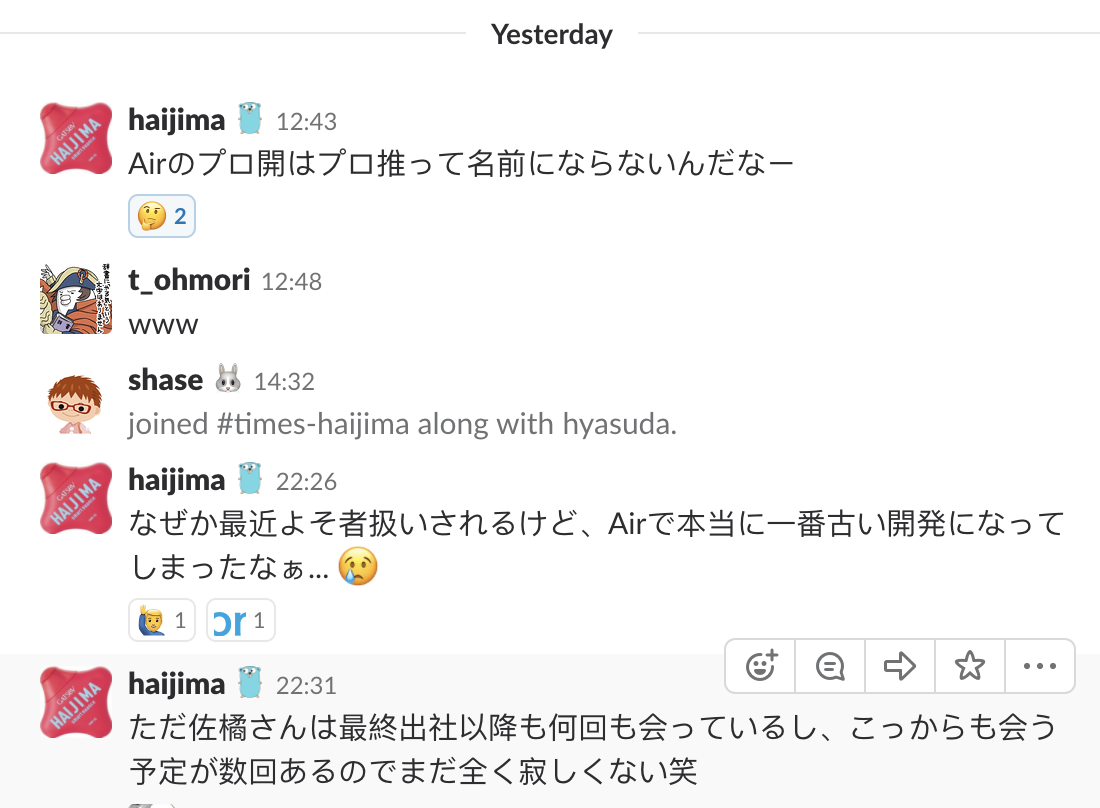 Yesterday
haijima 12:43
Airのプロ開はプロ推って名前にならないんだなー
2
t_ohmori 12:48
www
shase 14:32
joined #times-haijima along with hyasuda.
haijima 22:26
なぜか最近よそ者扱いされるけど、Airで本当に一番古い開発になって
しまったなぁ...
1
1
haijima 22:31
ただ佐橘さんは最終出社以降も何回も会っているし、こっからも会う
予定が数回あるのでまだ全く寂しくない笑
HAIJIMA
HAIJIMA
HAIJIMA